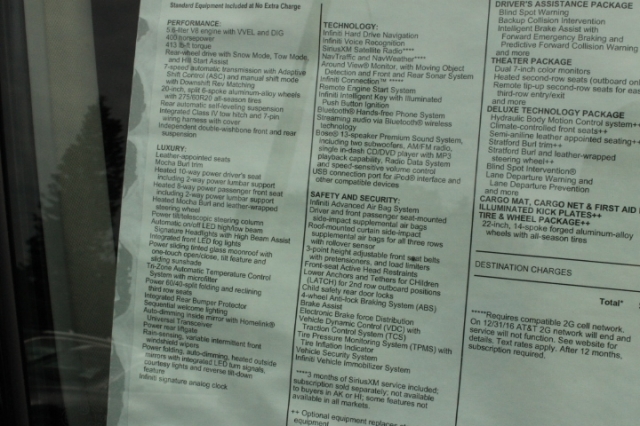 Standard Equipment Included at No Extra Charge
PERFORMANCE:
5.6-liter V8 engine with VVEL and DIG
400 horsepower
413 lb-ft torque
Rear-wheel drive with Snow Mode, Tow Mode,
and Hill Start Assist
7-speed automatic transmission with Adaptive
Shift Control (ASC) and manual shift mode
with Downshift Rev Matching
20-inch, split 6-spoke aluminum-alloy wheels
with 275/60R20 all-season tires
Rear automatic self-leveling suspension
Integrated Class IV tow hitch and 7-pin
wiring harness with cover
Independent double-wishbone front and rear
suspension
LUXURY:
Leather-appointed seats
Mocha Burl trim
Heated 10-way power driver's seat
including 2-way power lumbar support
Heated 8-way power passenger front seat
including 2-way power lumbar support
Heated Mocha Burl and leather-wrapped
steering wheel
Power tilt/telescopic steering column
Automatic on/off LED high/low beam
Signature Headlights with High Beam Assist
Integrated front LED fog lights
Power sliding tinted glass moonroof with
one-touch open/close, tilt feature and
sliding sunshade
Tri-Zone Automatic Temperature Control
System with microfilter
Power 60/40-split folding and reclining
third row seats
Integrated Rear Bumper Protector
Sequential welcome lighting
Auto-dimming inside mirror with Homelink®
Universal Transceiver
Power rear liftgate
Rain-sensing, variable intermittent front
windshield wipers
Power folding, auto-dimming, heated outside
mirrors with integrated LED turn signals,
courtesy lights and reverse tilt-down
feature
Infiniti signature analog clock
TECHNOLOGY:
Infiniti Hard Drive Navigation
Infiniti Voice Recognition
SiriusXM Satellite Radio****
NavTraffic and NavWeather****
Around View® Monitor, with Moving Object
Detection and Front and Rear Sonar System
Infiniti Connection™ *****
Remote Engine Start System
Infiniti Intelligent Key with Illuminated
Push Button Ignition
Bluetooth® Hands-free Phone System
Streaming audio via Bluetooth® wireless
technology
Bose® 13-speaker Premium Sound System,
including two subwoofers, AM/FM radio,
single in-dash CD/DVD player with MP3
playback capability, Radio Data System
and speed-sensitive volume control
USB connection port for iPod® interface and
other compatible devices
SAFETY AND SECURITY:
Infiniti Advanced Air Bag System
Driver and front passenger seat-mounted
side-impact supplemental air bags
Roof-mounted curtain side-impact
supplemental air bags for all three rows
with rollover sensor
3-point height adjustable front seat belts
with pretensioners, and load limiters
Front-seat Active Head Restraints
Lower Anchors and Tethers for CHildren
(LATCH) for 2nd row outboard positions
Child safety rear door locks
4-wheel Anti-lock Braking System (ABS)
Brake Assist
Electronic Brake force Distribution
Vehicle Dynamic Control (VDC) with
Traction Control System (TCS)
Tire Pressure Monitoring System (TPMS) with
Tire Inflation Indicator
Vehicle Security System
Infiniti Vehicle Immobilizer System
****3 months of SiriusXM service included;
subscription sold separately; not available
to buyers in AK or HI; some features not
available in all markets.
++ Optional equipment replaces
equipment
DRIVER'S ASSISTANCE PACKAGE
Blind Spot Warning
Backup Collision Intervention
Intelligent Brake Assist with
Forward Emergency Braking and
Predictive Forward Collision Warning
and more
THEATER PACKAGE
Dual 7-inch color monitors
Heated second-row seats (outboard only
Remote tip-up second-row seats for eas
third-row entry/exit
and more
DELUXE TECHNOLOGY PACKAGE
Hydraulic Body Motion Control system++
Climate-controlled front seats++
Semi-aniline leather appointed seating++
Stratford Burl trim++
Stratford Burl and leather-wrapped
steering wheel++
Blind Spot Intervention®
Lane Departure Warning and
Lane Departure Prevention
and more
CARGO MAT, CARGO NET & FIRST AID
ILLUMINATED KICK PLATES++
TIRE & WHEEL PACKAGE++
22-inch, 14-spoke forged aluminum-alloy
wheels with all-season tires
DESTINATION CHARGES
Total*
*****Requires compatible 2G cell network.
On 12/31/16 AT&T 2G network will end and
service will not function. See website for
details. Text rates apply. After 12 months,
subscription required.